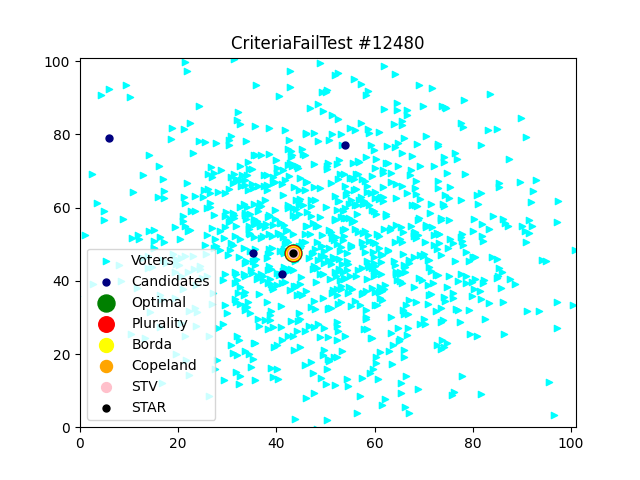 CriteriaFailTest #12480
100
80
60
40
20
0
Voters
Candidates
Optimal
Plurality
Borda
Copeland
STV
STAR
0 20 40 60 80 100